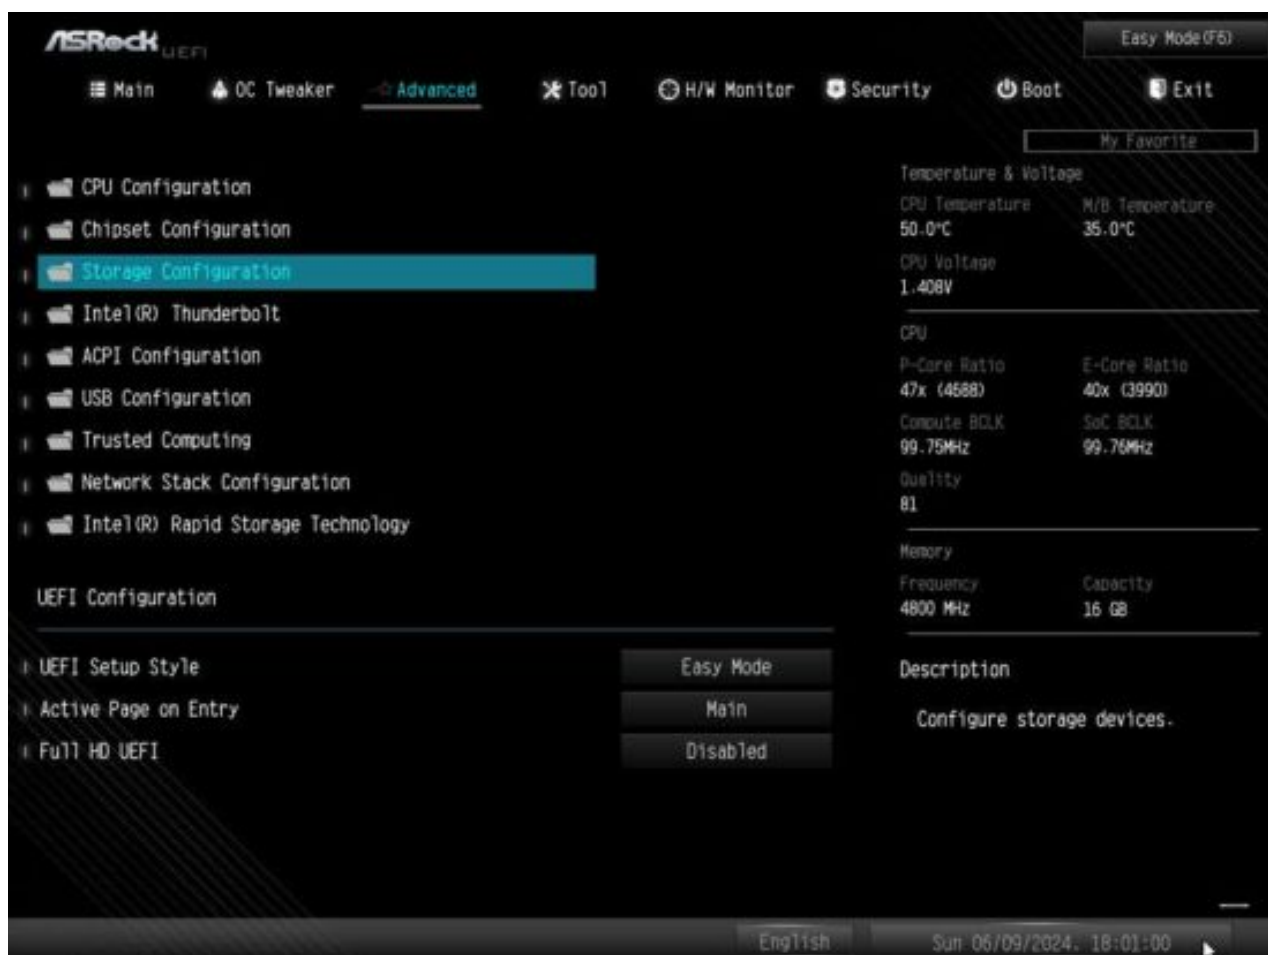 ASRock UEFI
Easy Mode(F6)
Main OC Tweaker Advanced Tool H/W Monitor Security Boot Exit
My Favorite
CPU Configuration
Chipset Configuration
Storage Configuration
Intel(R) Thunderbolt
ACPI Configuration
USB Configuration
Trusted Computing
Network Stack Configuration
Intel(R) Rapid Storage Technology
UEFI Configuration
UEFI Setup Style Easy Mode
Active Page on Entry Main
Full HD UEFI Disabled
Temperature & Voltage
CPU Temperature M/B Temperature
50.0°C 35.0°C
CPU Voltage
1.408V
CPU
P-Core Ratio E-Core Ratio
47x (4688) 40x (3990)
Compute BCLK SoC BCLK
99.75MHz 99.76MHz
Quality
81
Memory
Frequency Capacity
4800 MHz 16 GB
Description
Configure storage devices.
English Sun 06/09/2024. 18:01:00